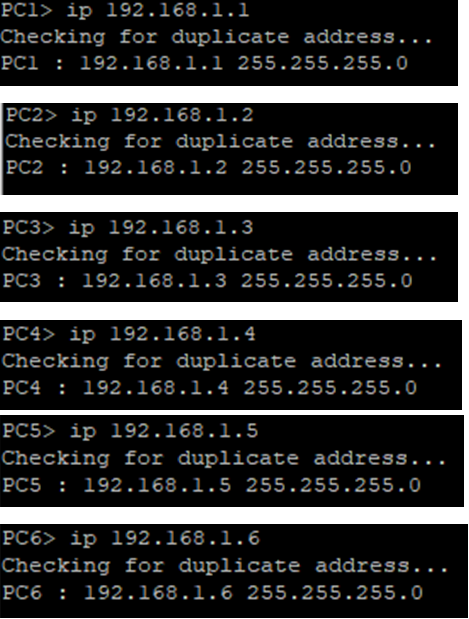 PC1> ip 192.168.1.1
Checking for duplicate address...
PC1 : 192.168.1.1 255.255.255.0
PC2> ip 192.168.1.2
Checking for duplicate address...
PC2 : 192.168.1.2 255.255.255.0
PC3> ip 192.168.1.3
Checking for duplicate address...
PC3 : 192.168.1.3 255.255.255.0
PC4> ip 192.168.1.4
Checking for duplicate address...
PC4 : 192.168.1.4 255.255.255.0
PC5> ip 192.168.1.5
Checking for duplicate address...
PC5 : 192.168.1.5 255.255.255.0
PC6> ip 192.168.1.6
Checking for duplicate address...
PC6 : 192.168.1.6 255.255.255.0